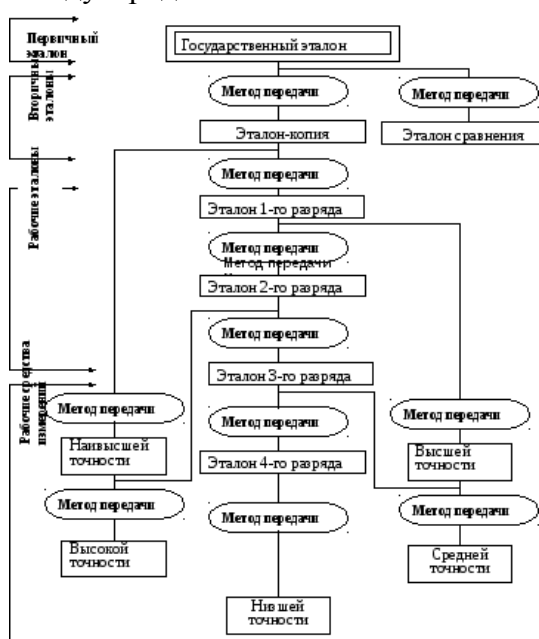 Первичный
эталон
Государственный эталон
Вторичные
эталоны
Метод передачи
Метод передачи
Эталон-копия
Эталон сравнения
Рабочие эталоны
Метод передачи
Эталон 1-го разряда
Метод передачи
Метод передачи
Эталон 2-го разряда
Метод передачи
Эталон 3-го разряда
Рабочие средства
измерений
Метод передачи
Метод передачи
Метод передачи
Наивысшей
точности
Эталон 4-го разряда
Высшей
точности
Метод передачи
Метод передачи
Метод передачи
Высокой
точности
Средней
точности
Низшей
точности